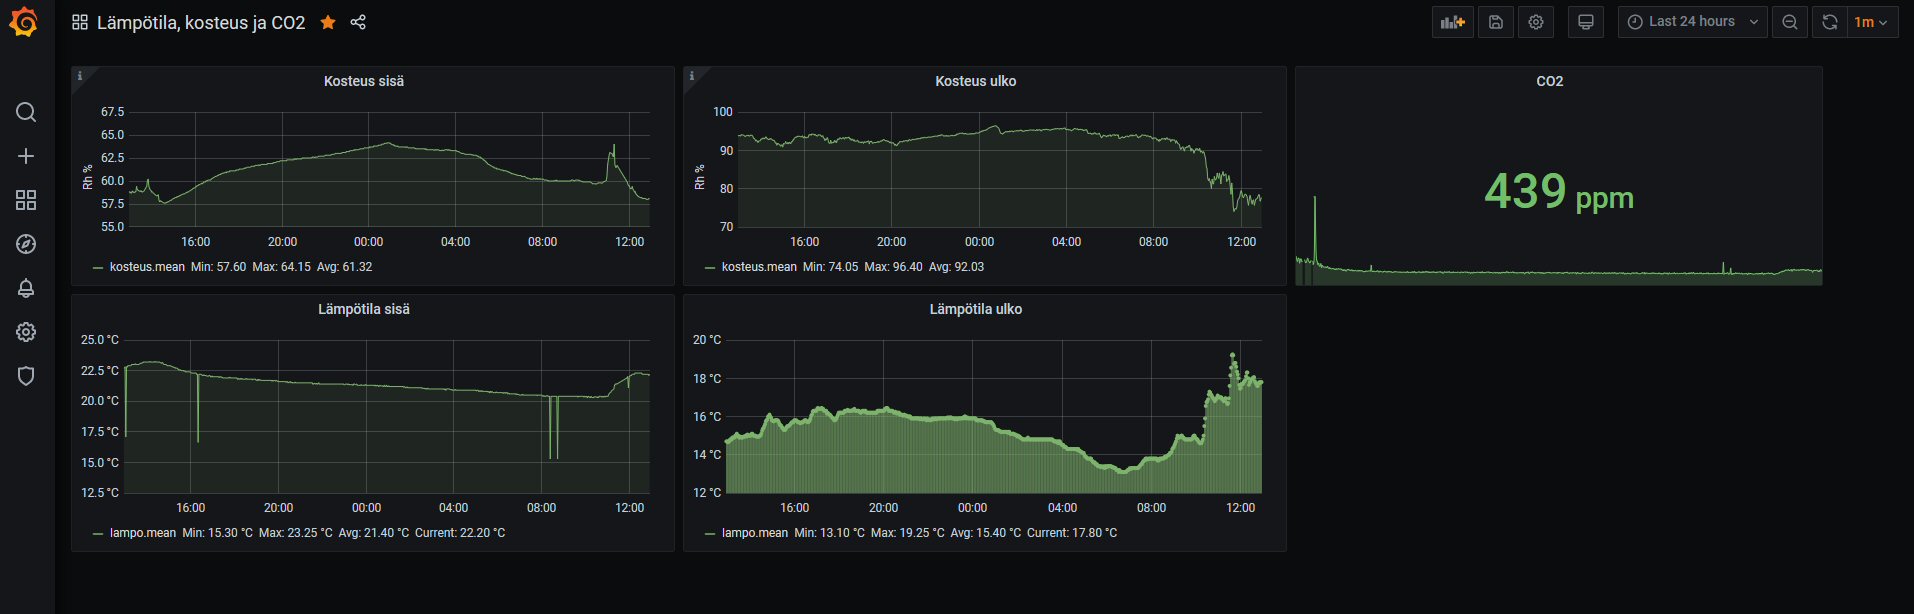 Lämpötila, kosteus ja CO2
Last 24 hours
1m
Kosteus sisä
67.5
65.0
62.5
60.0
57.5
55.0
Rh %
16:00 20:00 00:00 04:00 08:00 12:00
kosteus.mean Min: 57.60 Max: 64.15 Avg: 61.32
Kosteus ulko
100
90
80
70
Rh %
16:00 20:00 00:00 04:00 08:00 12:00
kosteus.mean Min: 74.05 Max: 96.40 Avg: 92.03
CO2
439 ppm
Lämpötila sisä
25.0 °C
22.5 °C
20.0 °C
17.5 °C
15.0 °C
12.5 °C
16:00 20:00 00:00 04:00 08:00 12:00
lampo.mean Min: 15.30 °C Max: 23.25 °C Avg: 21.40 °C Current: 22.20 °C
Lämpötila ulko
20 °C
18 °C
16 °C
14 °C
12 °C
16:00 20:00 00:00 04:00 08:00 12:00
lampo.mean Min: 13.10 °C Max: 19.25 °C Avg: 15.40 °C Current: 17.80 °C